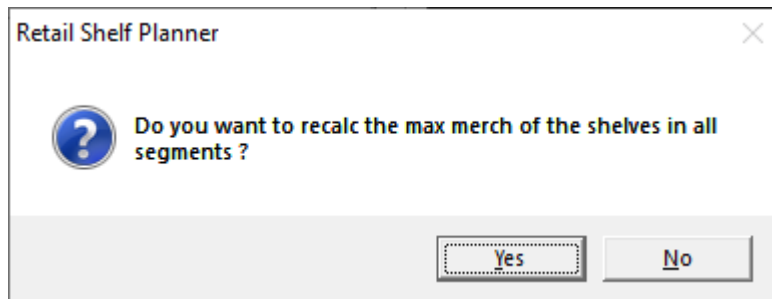 Retail Shelf Planner
Do you want to recalc the max merch of the shelves in all
segments ?
Yes
No